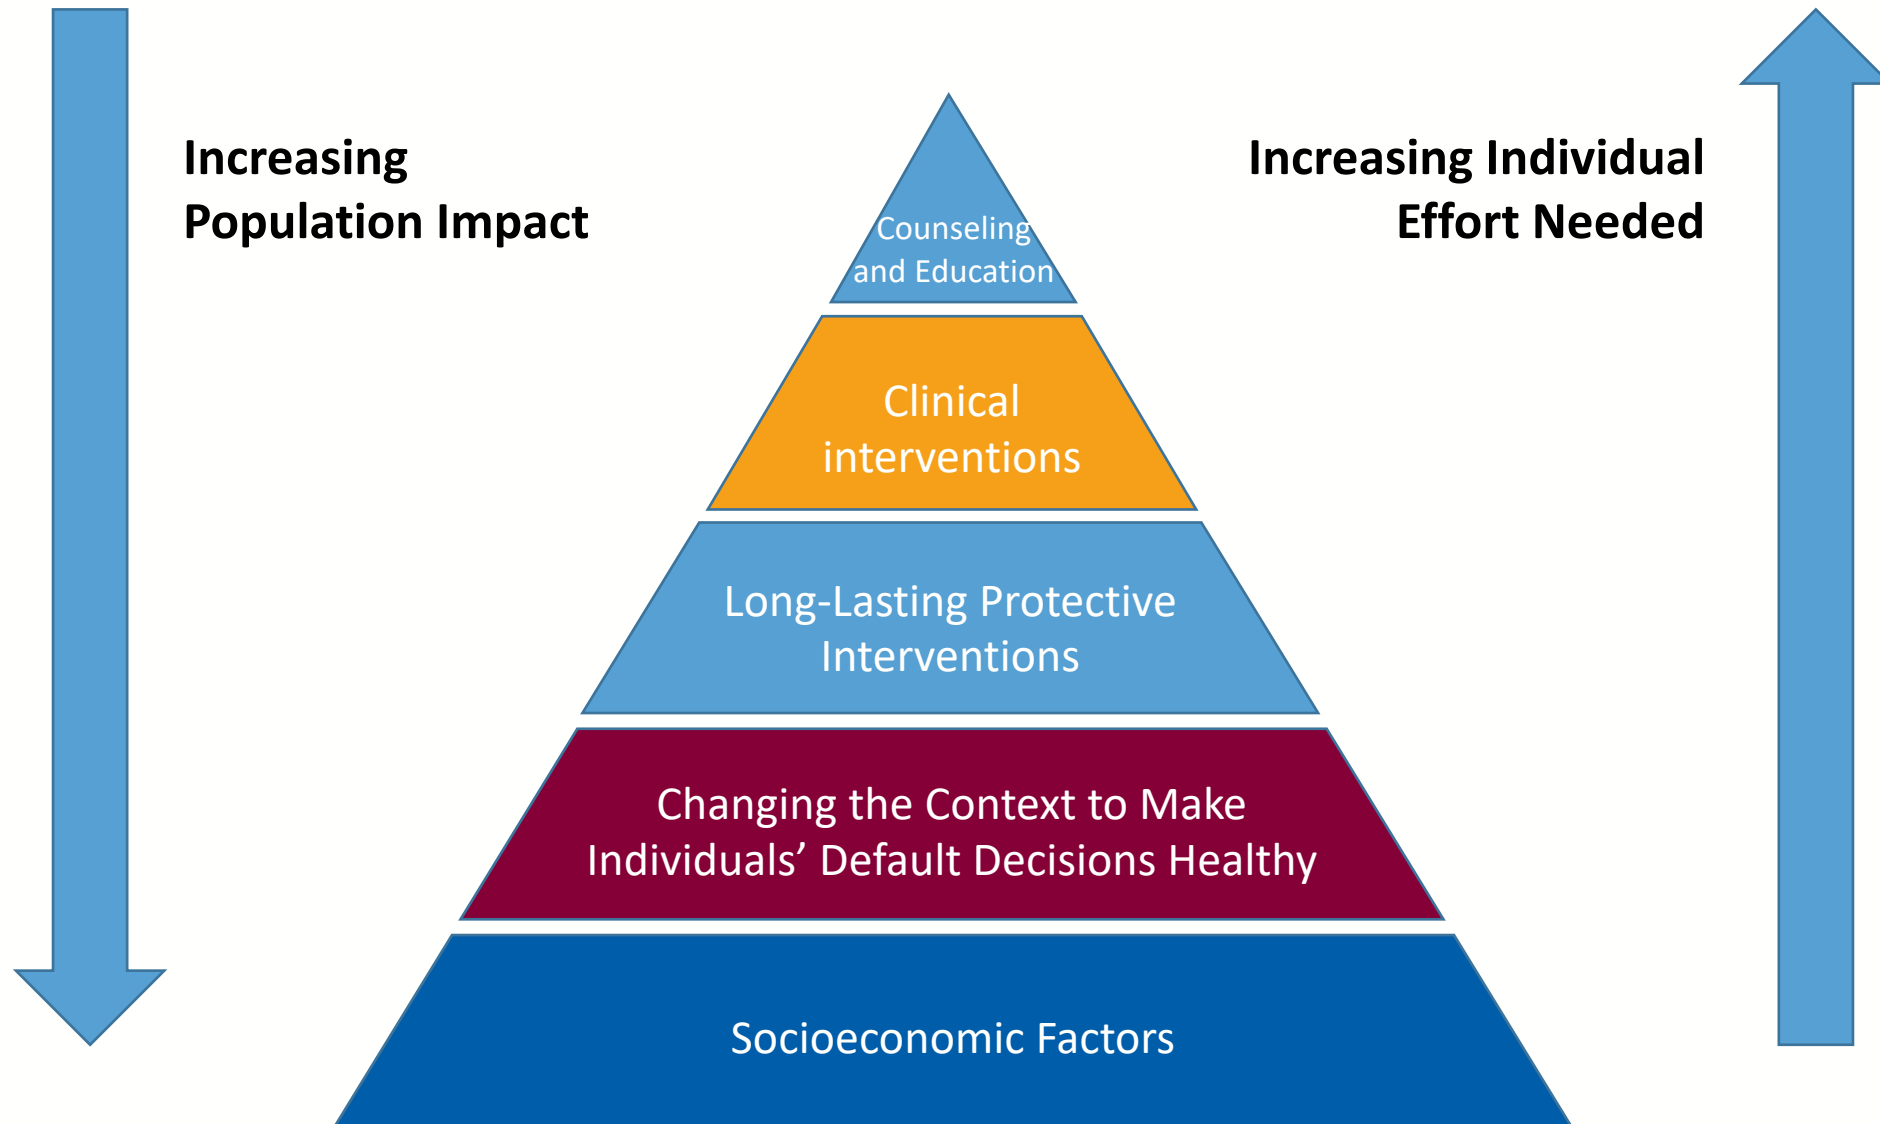 Increasing
Population Impact
Increasing Individual
Effort Needed
Counseling
and Education
Clinical
interventions
Long-Lasting Protective
Interventions
Changing the Context to Make
Individuals’ Default Decisions Healthy
Socioeconomic Factors